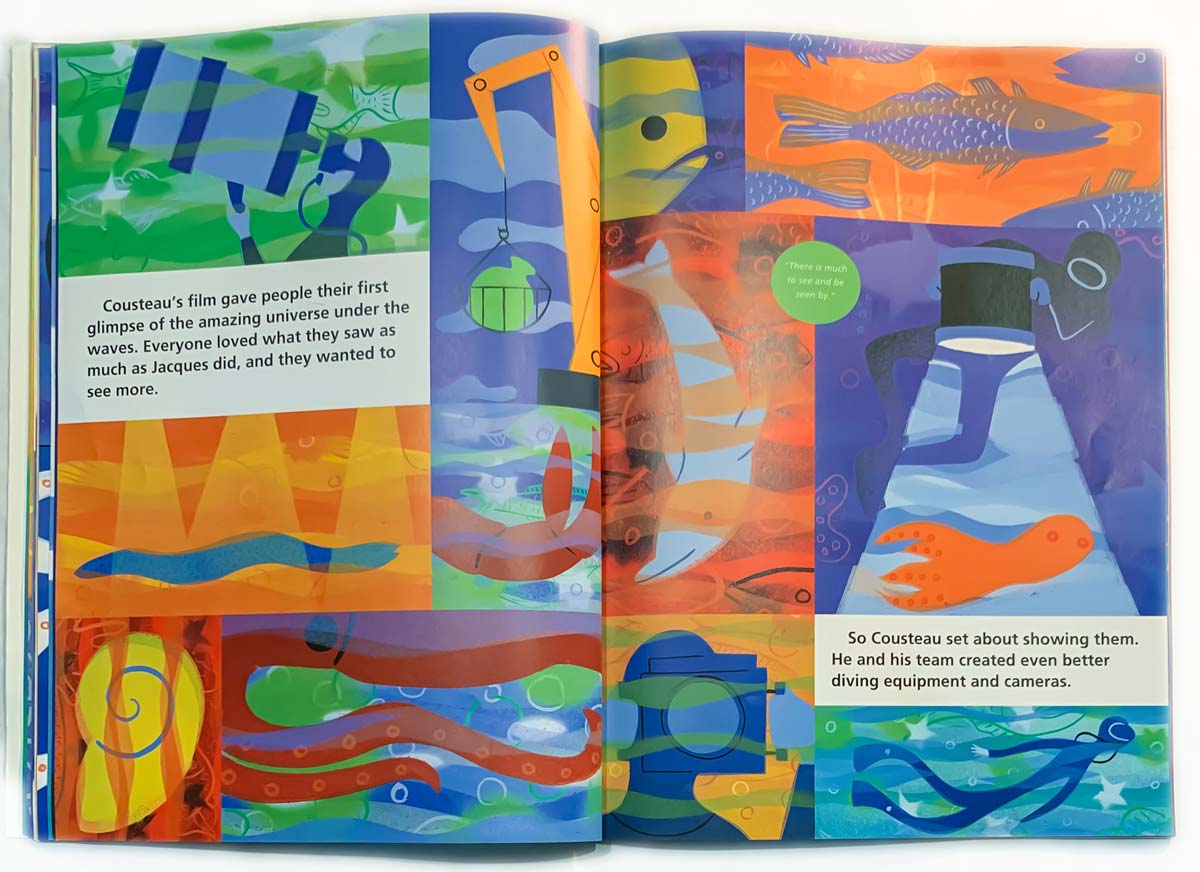 Cousteau's film gave people their first
glimpse of the amazing universe under the
waves. Everyone loved what they saw as
much as Jacques did, and they wanted to
see more.
"There is much
to see and be
seen by."
So Cousteau set about showing them.
He and his team created even better
diving equipment and cameras.